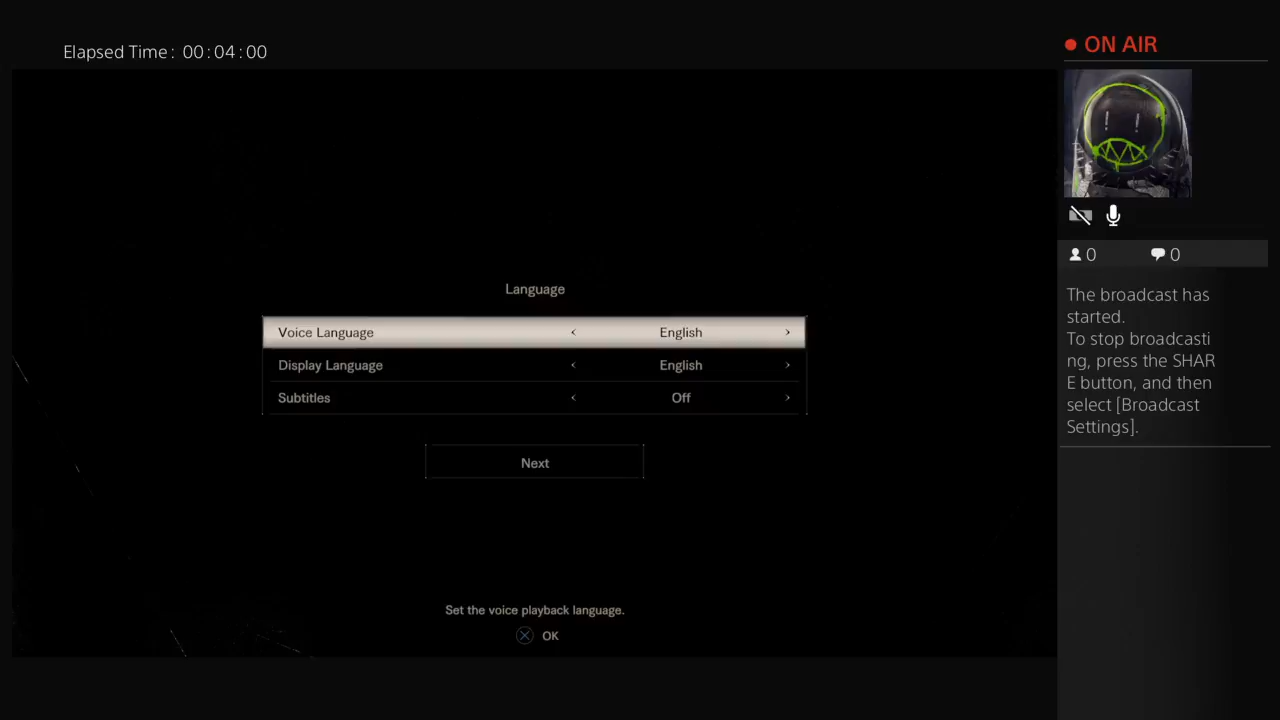 Elapsed Time: 00:04:00
ON AIR
0 0
The broadcast has
started.
To stop broadcasti
ng, press the SHAR
E button, and then
select [Broadcast
Settings].
Language
Voice Language < English >
Display Language < English >
Subtitles < Off >
Next
Set the voice playback language.
OK